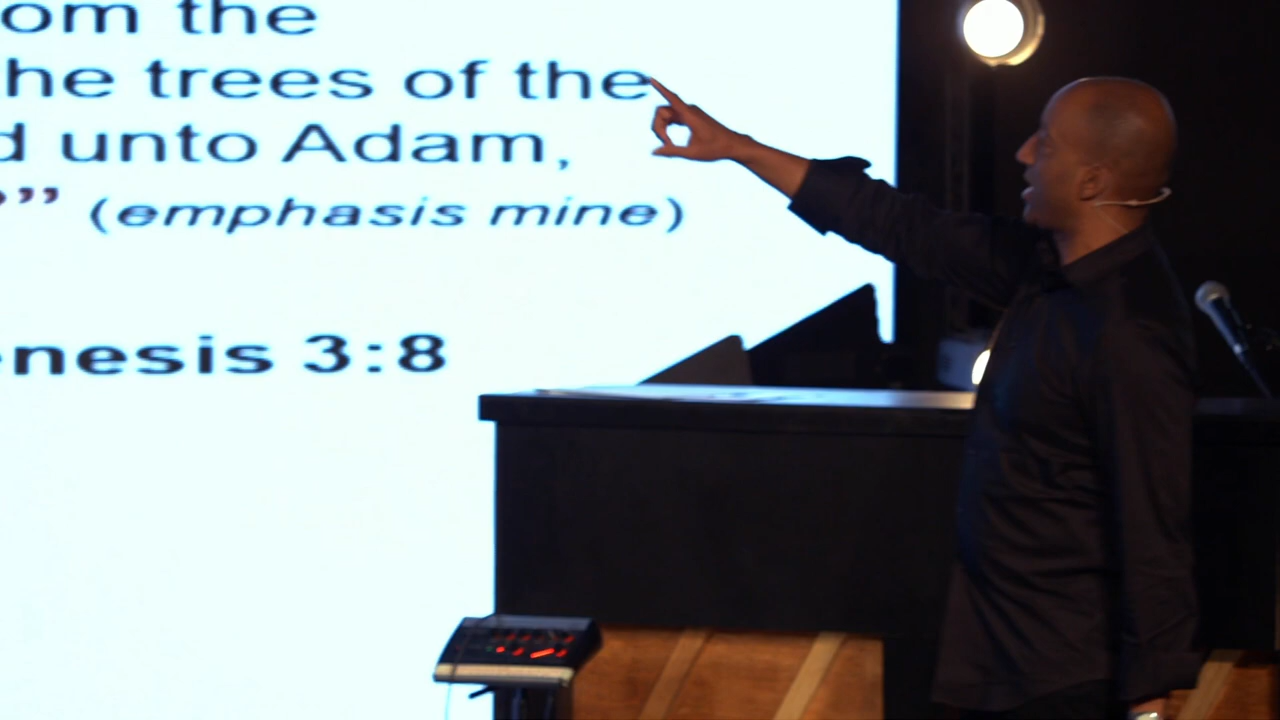 om the
he trees of the
d unto Adam,
” (emphasis mine)
enesis 3:8